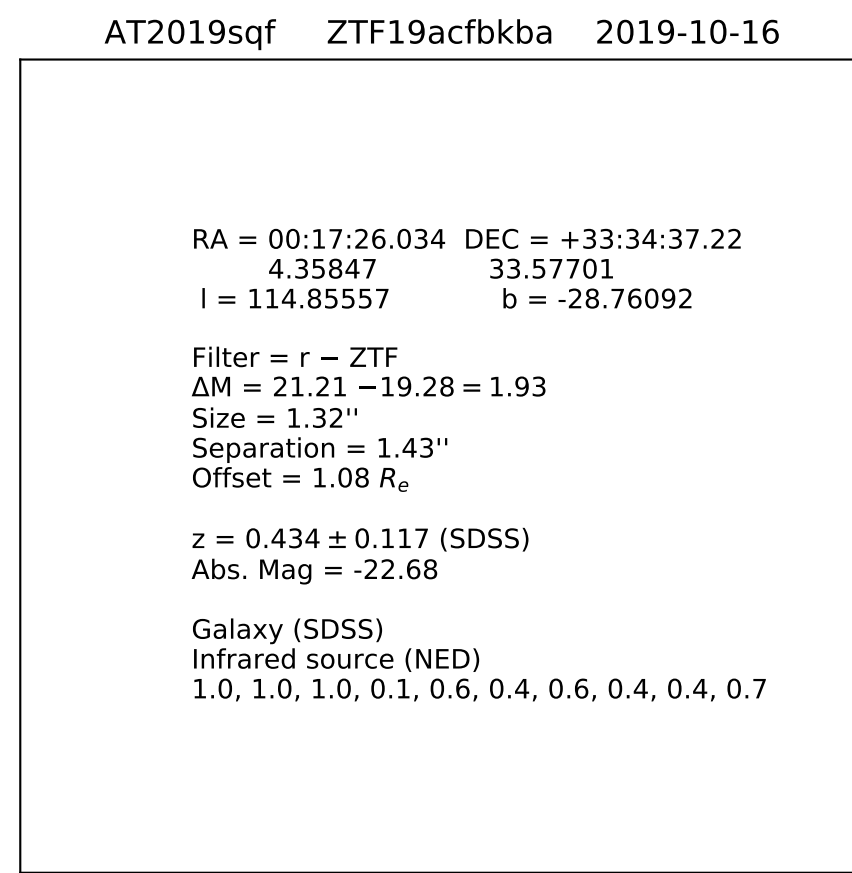 AT2019sqf ZTF19acfbkba 2019-10-16
RA = 00:17:26.034 DEC = +33:34:37.22
4.35847 33.57701
l = 114.85557 b = -28.76092
Filter = r − ZTF
ΔM = 21.21 −19.28 = 1.93
Size = 1.32''
Separation = 1.43''
Offset = 1.08 Rₑ
z = 0.434 ± 0.117 (SDSS)
Abs. Mag = -22.68
Galaxy (SDSS)
Infrared source (NED)
1.0, 1.0, 1.0, 0.1, 0.6, 0.4, 0.6, 0.4, 0.4, 0.7